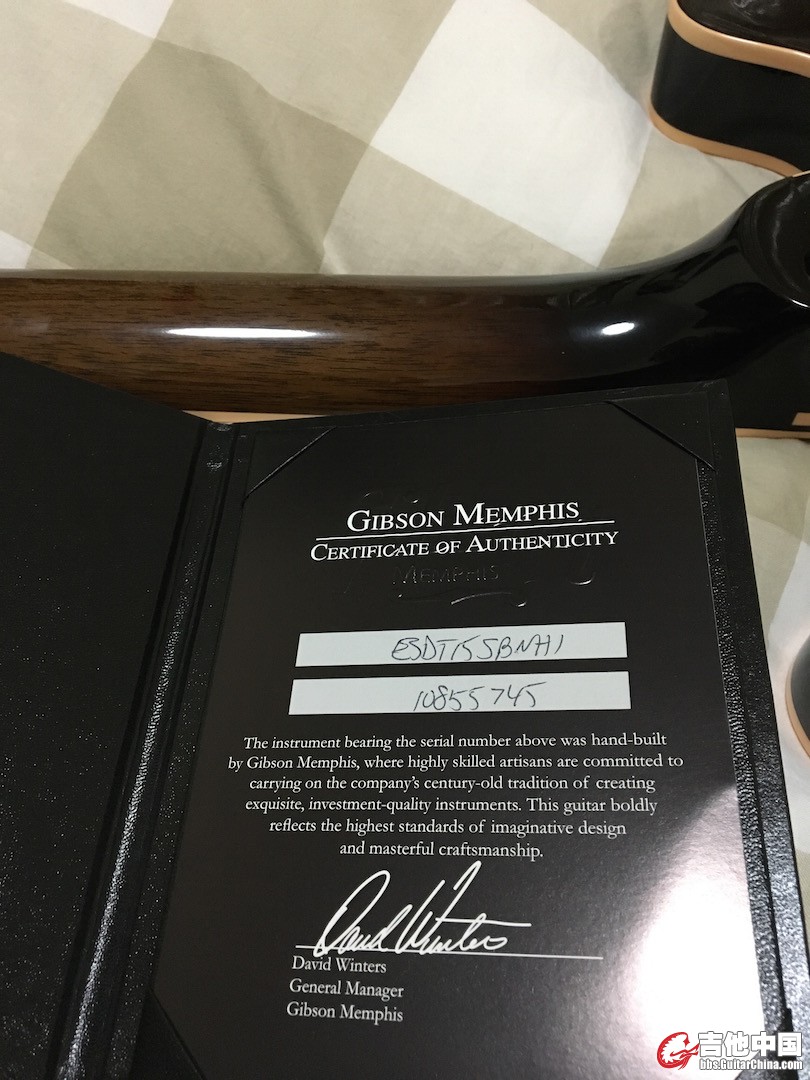 GIBSON MEMPHIS
CERTIFICATE OF AUTHENTICITY
MEMPHIS
ESDT15SBNH1
10855745
The instrument bearing the serial number above was hand-built
by Gibson Memphis, where highly skilled artisans are committed to
carrying on the company's century-old tradition of creating
exquisite, investment-quality instruments. This guitar boldly
reflects the highest standards of imaginative design
and masterful craftsmanship.
David Winters
David Winters
General Manager
Gibson Memphis
吉他中国
bbs.GuitarChina.com